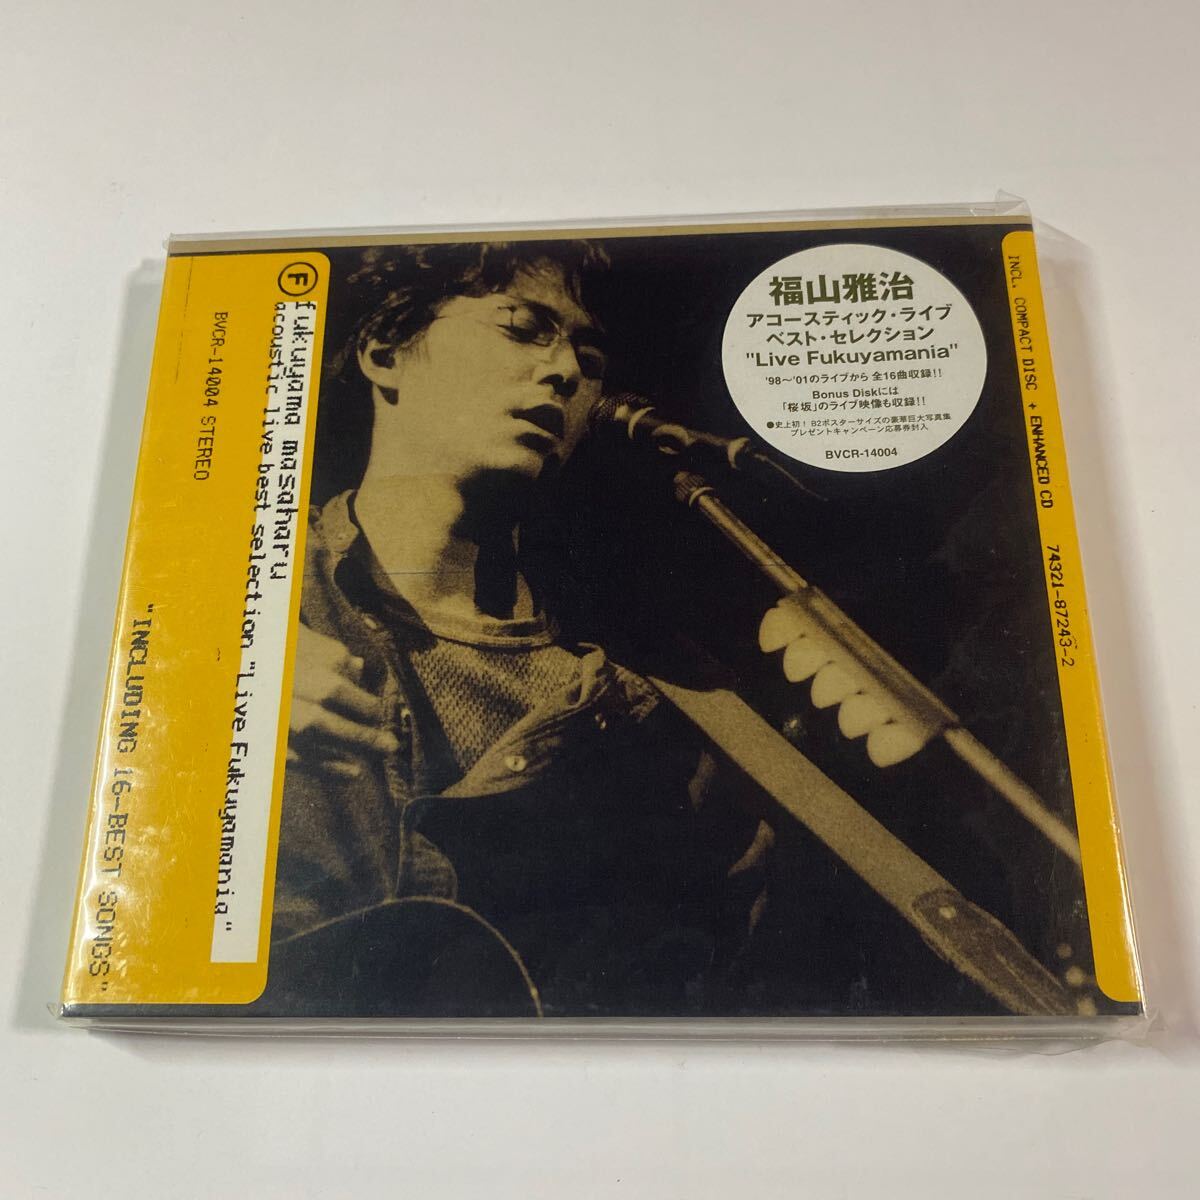 F fukuyama masaharu
acoustic live best selection "Live Fukuyamania"
BVCR-14004 STEREO
"INCLUDING 16-BEST SONGS"
福山雅治
アコースティック・ライブ
ベスト・セレクション
"Live Fukuyamania"
'98〜'01のライブから 全16曲収録!!
Bonus Diskには
「桜坂」のライブ映像も収録!!
●史上初! B2ポスターサイズの豪華巨大写真集
プレゼントキャンペーン応募券封入
BVCR-14004
INCL. COMPACT DISC + ENHANCED CD 74321-87243-2